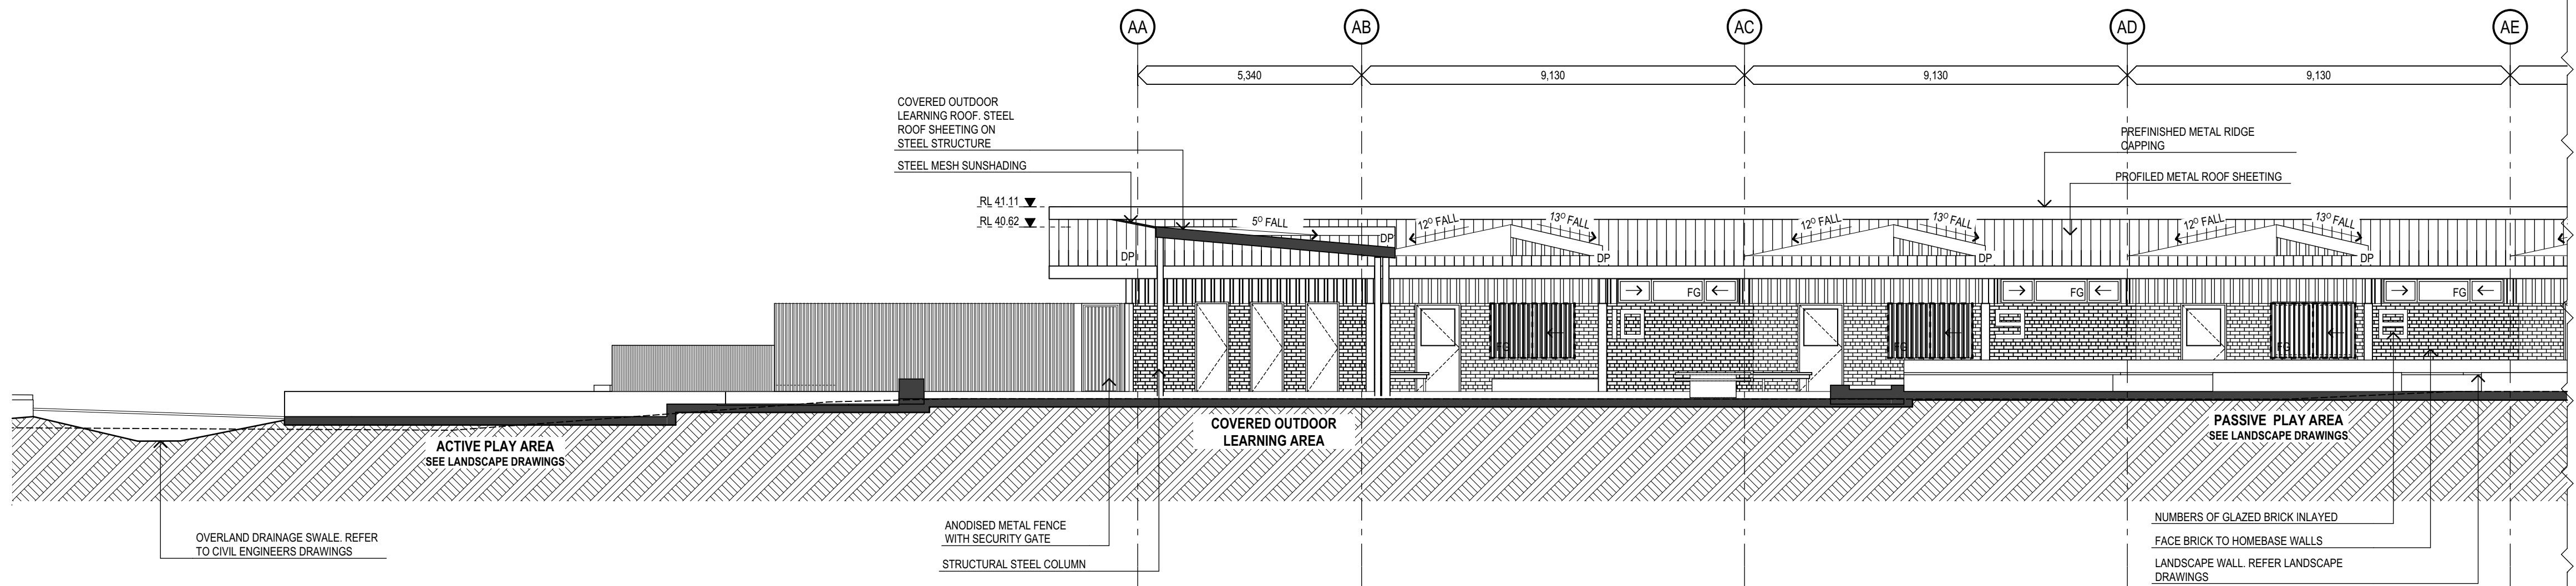 AA
AB
AC
AD
AE
5,340
9,130
9,130
9,130
COVERED OUTDOOR
LEARNING ROOF. STEEL
ROOF SHEETING ON
STEEL STRUCTURE
STEEL MESH SUNSHADING
PREFINISHED METAL RIDGE
CAPPING
PROFILED METAL ROOF SHEETING
RL 41.11
RL 40.62
5° FALL
12° FALL
13° FALL
12° FALL
13° FALL
12° FALL
13° FALL
DP
DP
DP
DP
DP
FG
FG
FG
FG
FG
FG
ACTIVE PLAY AREA
SEE LANDSCAPE DRAWINGS
COVERED OUTDOOR
LEARNING AREA
PASSIVE PLAY AREA
SEE LANDSCAPE DRAWINGS
OVERLAND DRAINAGE SWALE. REFER
TO CIVIL ENGINEERS DRAWINGS
ANODISED METAL FENCE
WITH SECURITY GATE
STRUCTURAL STEEL COLUMN
NUMBERS OF GLAZED BRICK INLAYED
FACE BRICK TO HOMEBASE WALLS
LANDSCAPE WALL. REFER LANDSCAPE
DRAWINGS